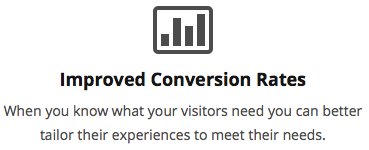 Improved Conversion Rates
When you know what your visitors need you can better
tailor their experiences to meet their needs.